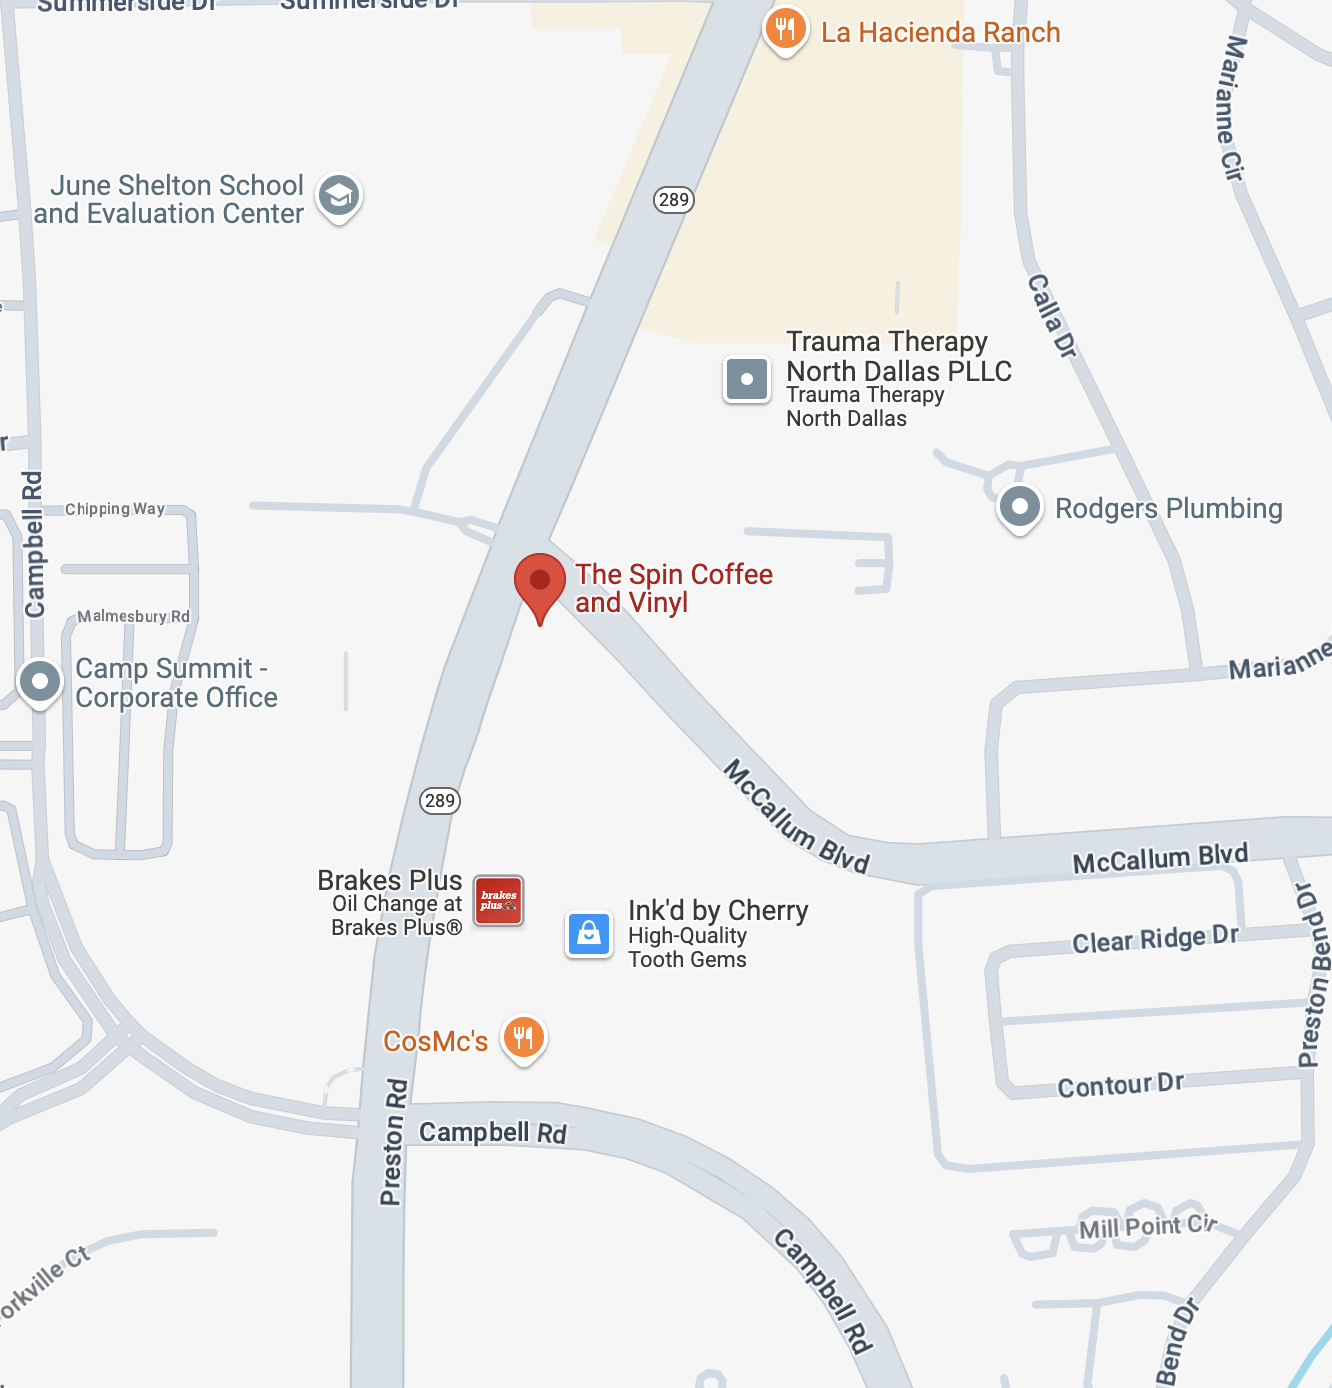 Summerside Dr
Summerside Dr
La Hacienda Ranch
Marianne Cir
June Shelton School
and Evaluation Center
289
Calla Dr
Trauma Therapy
North Dallas PLLC
Trauma Therapy
North Dallas
Campbell Rd
Chipping Way
Rodgers Plumbing
The Spin Coffee
and Vinyl
Malmesbury Rd
Camp Summit -
Corporate Office
Marianne
289
McCallum Blvd
McCallum Blvd
Brakes Plus
Oil Change at
Brakes Plus®
brakes
plus
Ink'd by Cherry
High-Quality
Tooth Gems
Clear Ridge Dr
Preston Bend Dr
CosMc's
Contour Dr
Preston Rd
Campbell Rd
Mill Point Cir
Campbell Rd
orkville Ct
Bend Dr